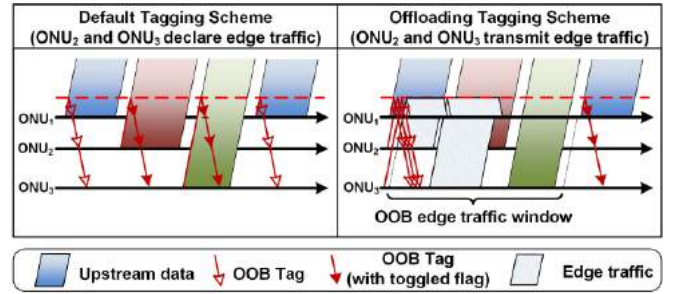 Default Tagging Scheme
(ONU2 and ONU3 declare edge traffic)
Offloading Tagging Scheme
(ONU2 and ONU3 transmit edge traffic)
ONU1
ONU2
ONU3
ONU1
ONU2
ONU3
OOB edge traffic window
Upstream data
OOB Tag
OOB Tag
(with toggled flag)
Edge traffic